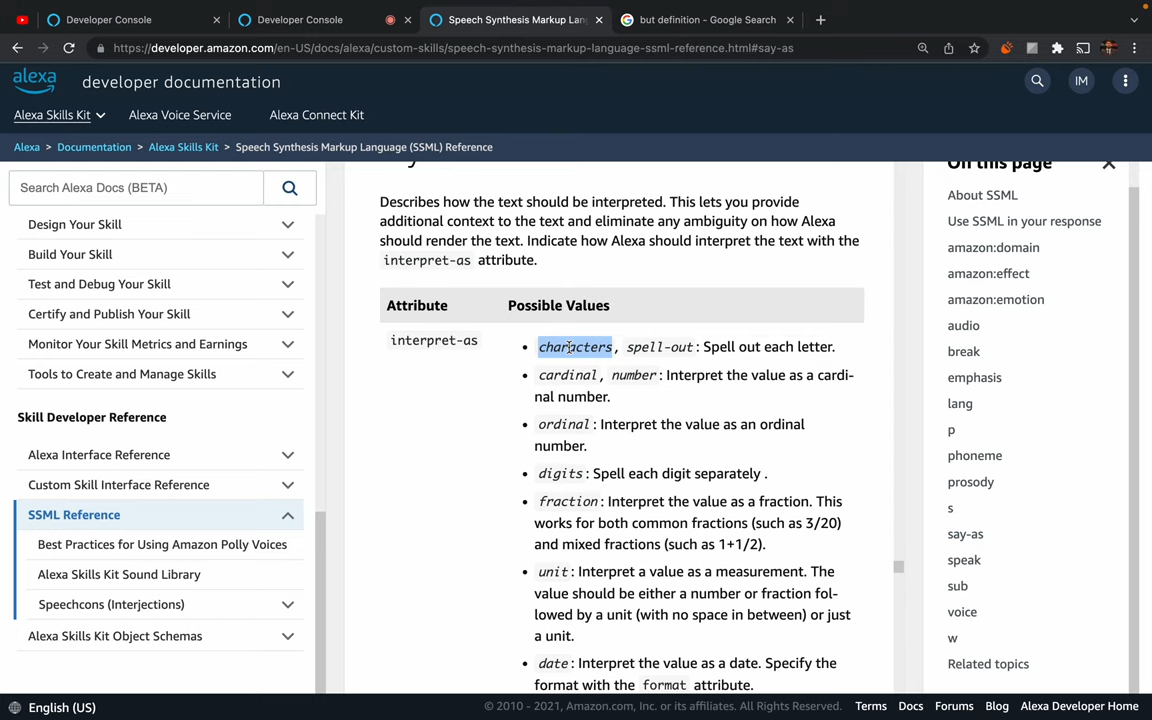 Developer Console
Developer Console
Speech Synthesis Markup Lang
but definition - Google Search
https://developer.amazon.com/en-US/docs/alexa/custom-skills/speech-synthesis-markup-language-ssml-reference.html#say-as
alexa
developer documentation
IM
Alexa Skills Kit
Alexa Voice Service
Alexa Connect Kit
Alexa > Documentation > Alexa Skills Kit > Speech Synthesis Markup Language (SSML) Reference
Search Alexa Docs (BETA)
Design Your Skill
Build Your Skill
Test and Debug Your Skill
Certify and Publish Your Skill
Monitor Your Skill Metrics and Earnings
Tools to Create and Manage Skills
Skill Developer Reference
Alexa Interface Reference
Custom Skill Interface Reference
SSML Reference
Best Practices for Using Amazon Polly Voices
Alexa Skills Kit Sound Library
Speechcons (Interjections)
Alexa Skills Kit Object Schemas
Describes how the text should be interpreted. This lets you provide
additional context to the text and eliminate any ambiguity on how Alexa
should render the text. Indicate how Alexa should interpret the text with the
interpret-as attribute.
Attribute
Possible Values
interpret-as
• characters, spell-out: Spell out each letter.
• cardinal, number: Interpret the value as a cardi-
nal number.
• ordinal: Interpret the value as an ordinal
number.
• digits: Spell each digit separately .
• fraction: Interpret the value as a fraction. This
works for both common fractions (such as 3/20)
and mixed fractions (such as 1+1/2).
• unit: Interpret a value as a measurement. The
value should be either a number or fraction fol-
lowed by a unit (with no space in between) or just
a unit.
• date: Interpret the value as a date. Specify the
format with the format attribute.
On this page
About SSML
Use SSML in your response
amazon:domain
amazon:effect
amazon:emotion
audio
break
emphasis
lang
p
phoneme
prosody
s
say-as
speak
sub
voice
w
Related topics
English (US)
© 2010 - 2021, Amazon.com, Inc. or its affiliates. All Rights Reserved.
Terms
Docs
Forums
Blog
Alexa Developer Home